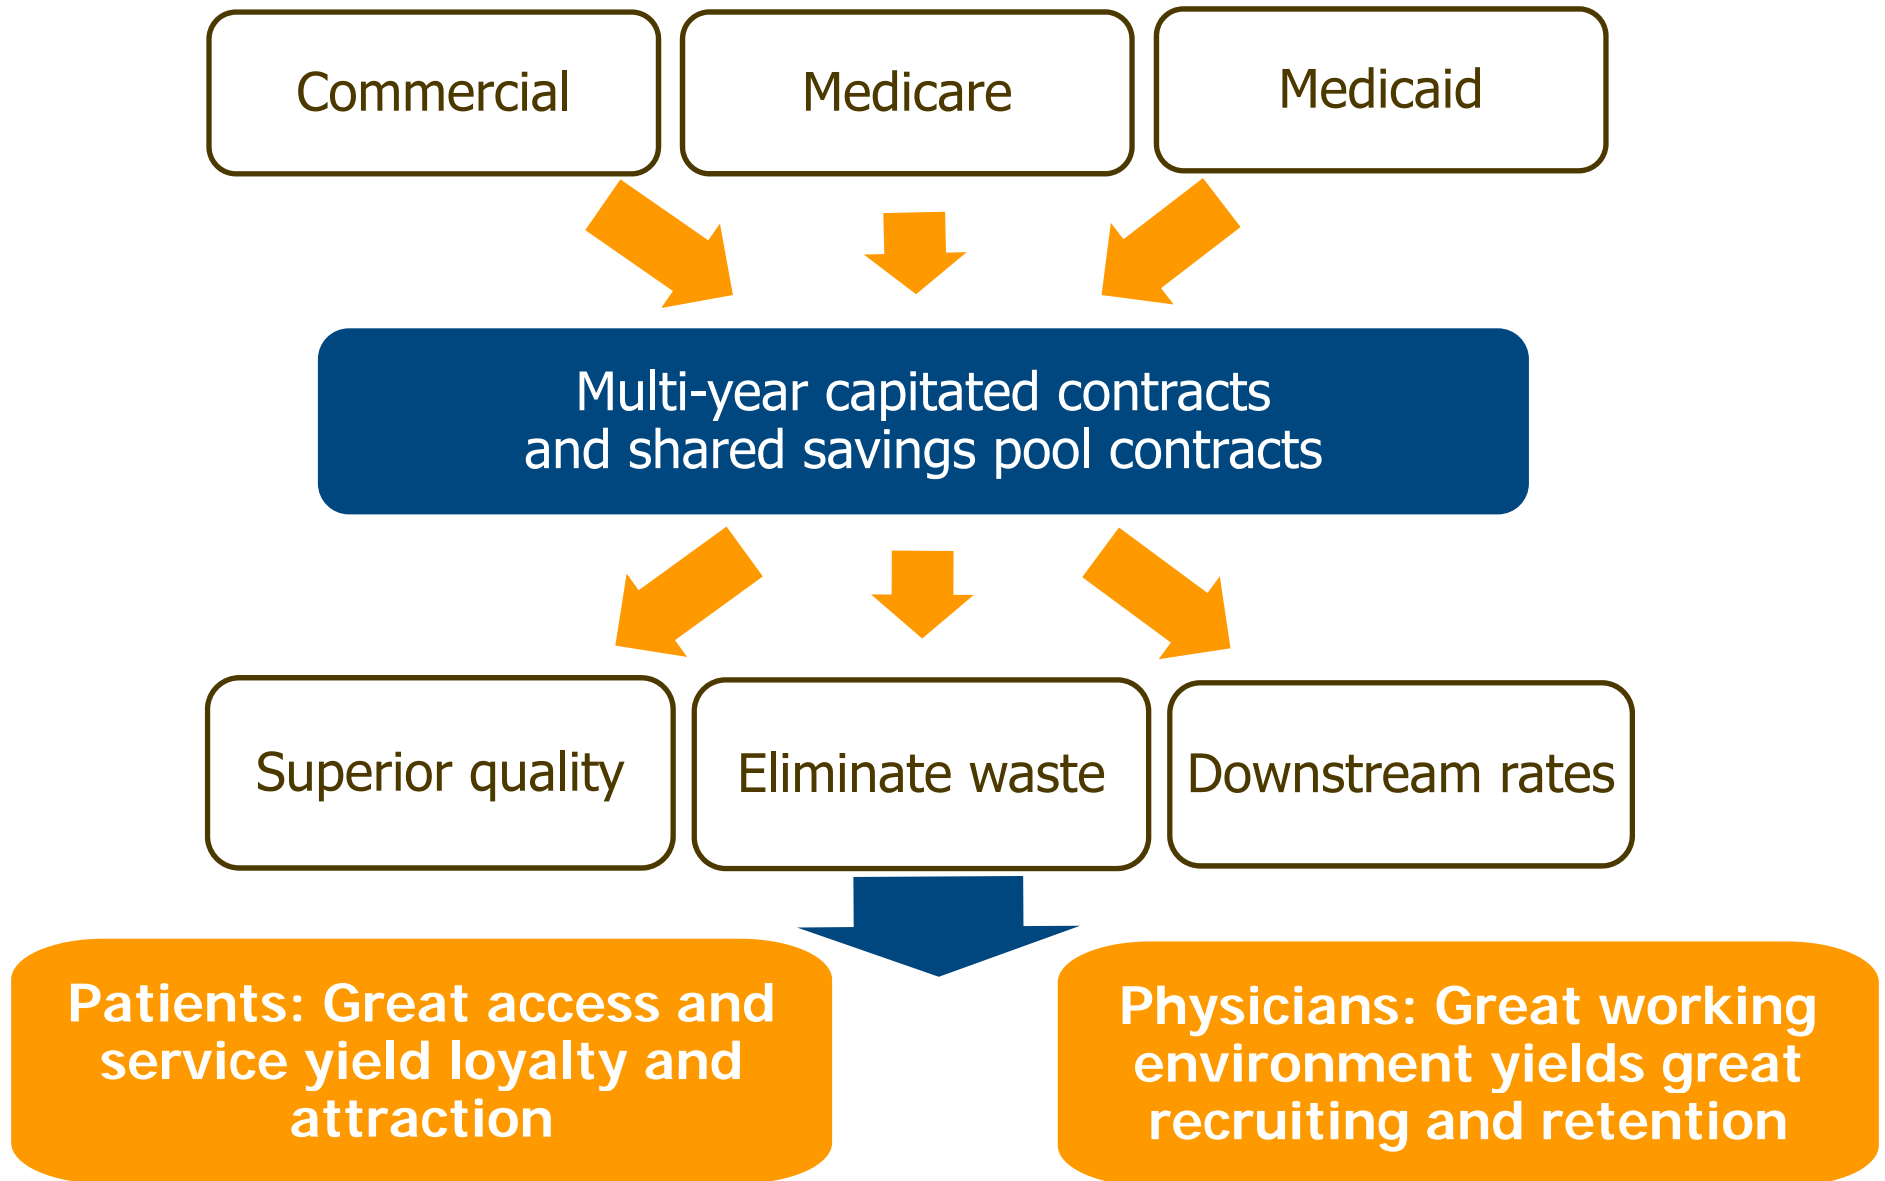 Commercial
Medicare
Medicaid
Multi-year capitated contracts
and shared savings pool contracts
Superior quality
Eliminate waste
Downstream rates
Patients: Great access and
service yield loyalty and
attraction
Physicians: Great working
environment yields great
recruiting and retention